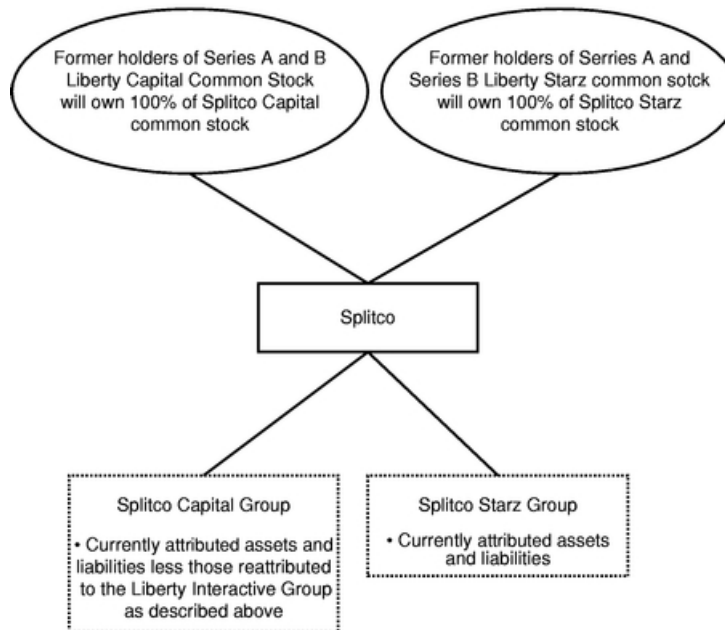 Former holders of Series A and B
Liberty Capital Common Stock
will own 100% of Splitco Capital
common stock
Former holders of Serries A and
Series B Liberty Starz common sotck
will own 100% of Splitco Starz
common stock
Splitco
Splitco Capital Group
• Currently attributed assets and
liabilities less those reattributed
to the Liberty Interactive Group
as described above
Splitco Starz Group
• Currently attributed assets
and liabilities